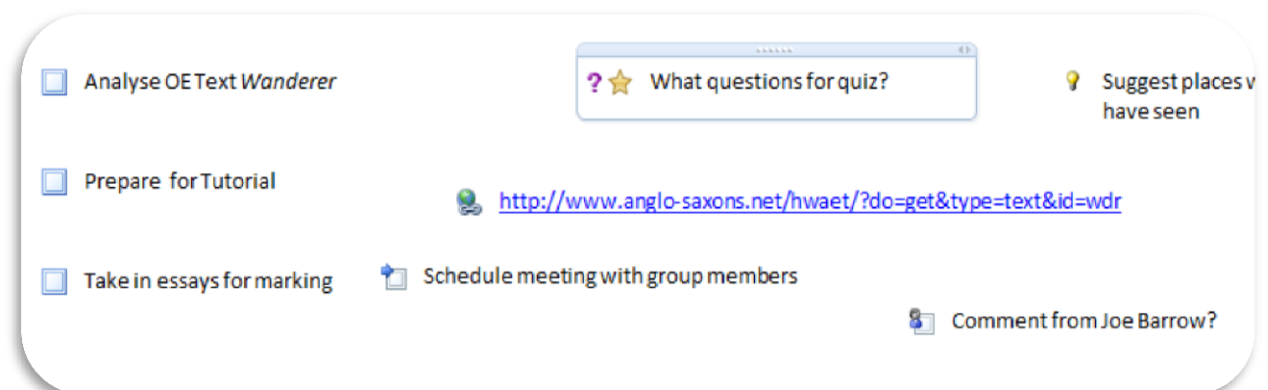 Analyse OE Text Wanderer
? What questions for quiz?
Suggest places
have seen
Prepare for Tutorial
http://www.anglo-saxons.net/hwaet/?do=get&type=text&id=wdr
Take in essays for marking
Schedule meeting with group members
Comment from Joe Barrow?